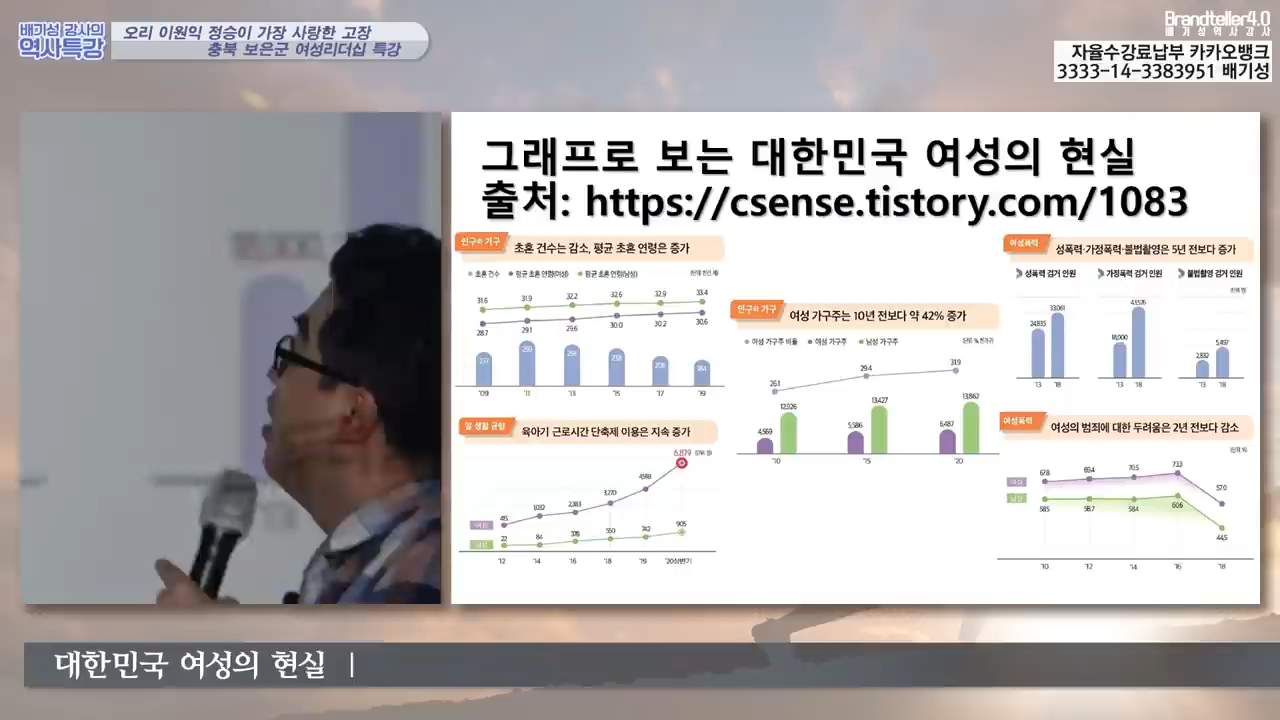 배기성 강사의
역사특강
오리 이원익 정승이 가장 사랑한 고장
충북 보은군 여성리더십 특강
Brandteller4.0
배기성역사강사
자율수강료납부 카카오뱅크
3333-14-3383951 배기성
그래프로 보는 대한민국 여성의 현실
출처: https://csense.tistory.com/1083
인구와 가구
초혼 건수는 감소, 평균 초혼 연령은 증가
초혼 건수 평균 초혼 연령(여성) 평균 초혼 연령(남성)
31.6 31.9 32.2 32.6 32.9 33.4
28.7 29.1 29.6 30.0 30.2 30.6
'09 '11 '13 '15 '17 '19
일·생활 균형
육아기 근로시간 단축제 이용은 지속 증가
6,879
415 1,032 2,383 3,270 4,918
여성
22 84 378 550 742 905
남성
'12 '14 '16 '18 '19 '20상반기
인구와 가구
여성 가구주는 10년 전보다 약 42% 증가
여성 가구주 비율 여성 가구주 남성 가구주
26.1 29.4 31.9
4,569 12,926 5,586 13,427 6,487 13,862
'10 '15 '20
여성폭력
성폭력·가정폭력·불법촬영은 5년 전보다 증가
성폭력 검거 인원 가정폭력 검거 인원 불법촬영 검거 인원
24,835 33,061 18,000 43,576 2,832 5,497
'13 '18 '13 '18 '13 '18
여성폭력
여성의 범죄에 대한 두려움은 2년 전보다 감소
여성
67.8 69.4 70.5 73.3 57.0
남성
58.5 58.7 58.4 60.6 44.5
'10 '12 '14 '16 '18
대한민국 여성의 현실